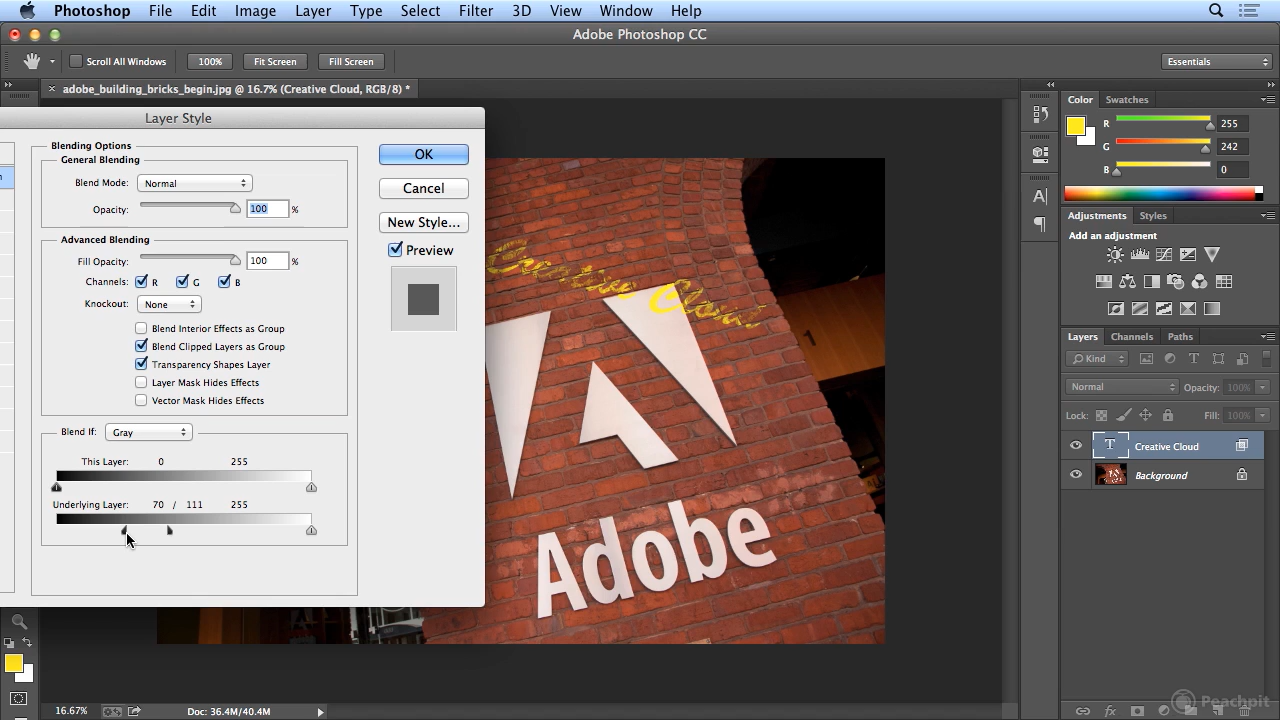 Photoshop File Edit Image Layer Type Select Filter 3D View Window Help
Adobe Photoshop CC
Scroll All Windows 100% Fit Screen Fill Screen Essentials
× adobe_building_bricks_begin.jpg @ 16.7% (Creative Cloud, RGB/8) *
Layer Style
Blending Options
General Blending
Blend Mode: Normal
Opacity: 100 %
Advanced Blending
Fill Opacity: 100 %
Channels: R G B
Knockout: None
Blend Interior Effects as Group
Blend Clipped Layers as Group
Transparency Shapes Layer
Layer Mask Hides Effects
Vector Mask Hides Effects
Blend If: Gray
This Layer: 0 255
Underlying Layer: 70 / 111 255
OK
Cancel
New Style...
Preview
Creative Cloud
Adobe
Color Swatches
R 255
G 242
B 0
Adjustments Styles
Add an adjustment
Layers Channels Paths
Kind
Normal Opacity: 100%
Lock: Fill: 100%
T Creative Cloud
Background
16.67% Doc: 36.4M/40.4M
Peachpit